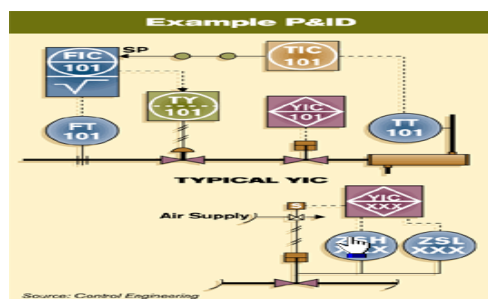 Example P&ID
FIC
101
SP
TIC
101
TY
101
YIC
101
FT
101
TT
101
TYPICAL YIC
S
Air Supply
YIC
XXX
ZSL
XXX
Source: Control Engineering